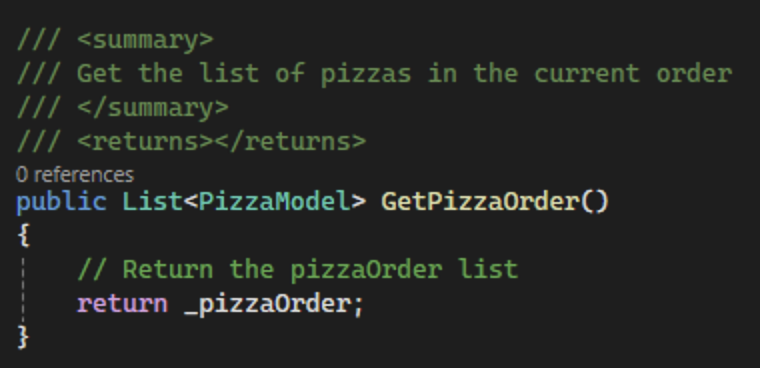 /// <summary>
/// Get the list of pizzas in the current order
/// </summary>
/// <returns></returns>
0 references
public List<PizzaModel> GetPizzaOrder()
{
// Return the pizzaOrder list
return _pizzaOrder;
}